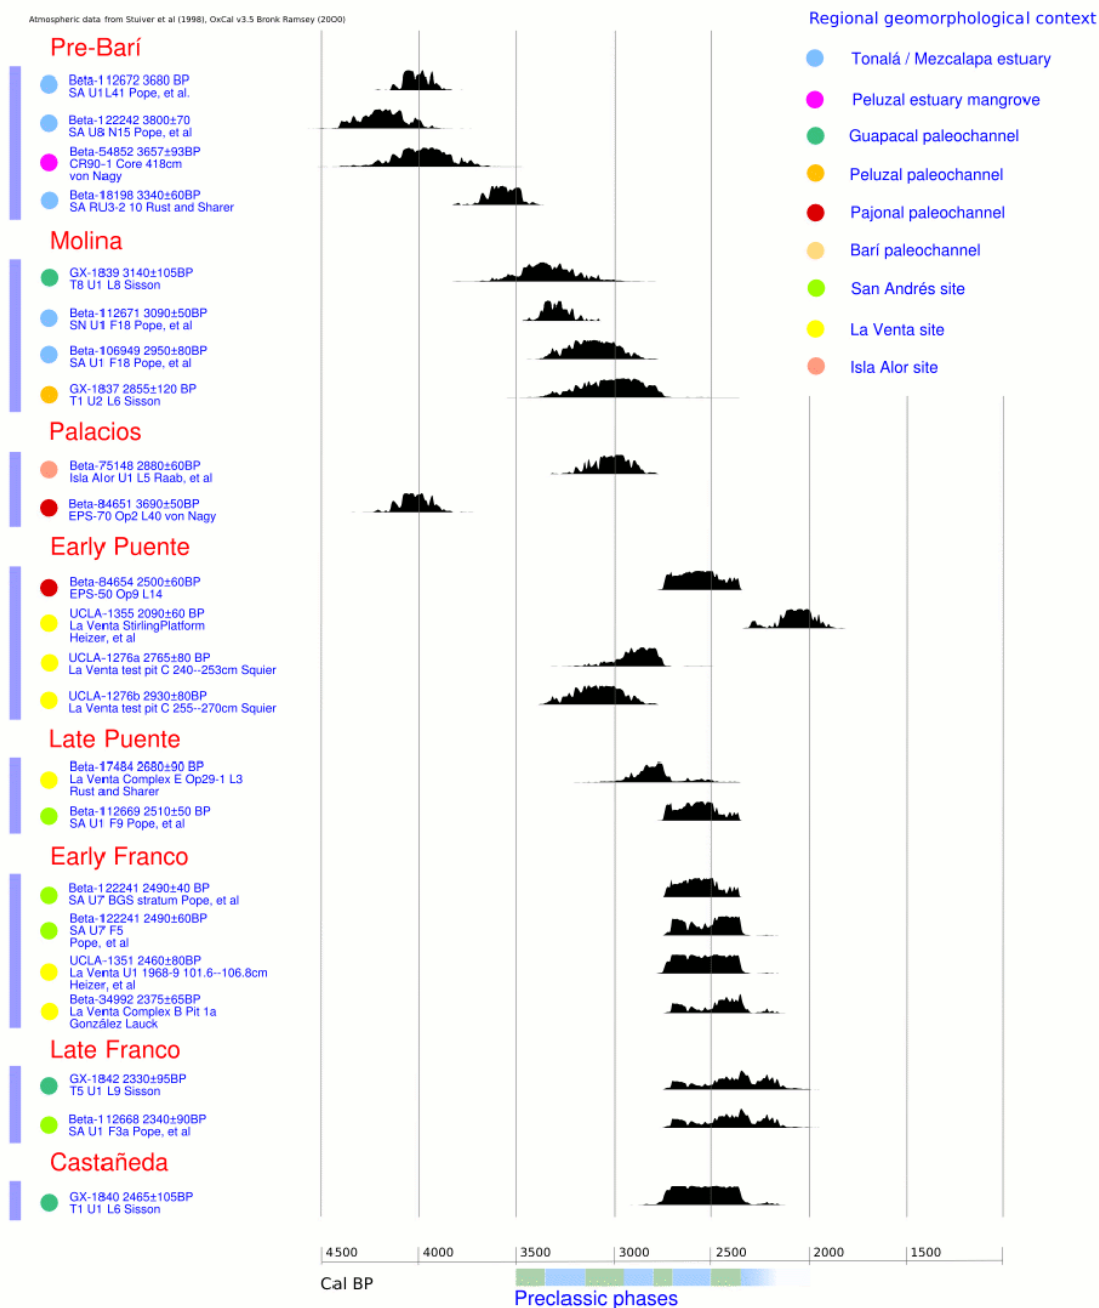 Atmospheric data from Stuiver et al (1998), OxCal v3.5 Bronk Ramsey (2000)
Regional geomorphological context
Tonalá / Mezcalapa estuary
Peluzal estuary mangrove
Guapacal paleochannel
Peluzal paleochannel
Pajonal paleochannel
Barí paleochannel
San Andrés site
La Venta site
Isla Alor site
Pre-Barí
Beta-112672 3680 BP
SA U1L41 Pope, et al.
Beta-122242 3800±70
SA U8 N15 Pope, et al
Beta-54852 3657±93BP
CR90-1 Core 418cm
von Nagy
Beta-18198 3340±60BP
SA RU3-2 10 Rust and Sharer
Molina
GX-1839 3140±105BP
T8 U1 L8 Sisson
Beta-112671 3090±50BP
SN U1 F18 Pope, et al
Beta-106949 2950±80BP
SA U1 F18 Pope, et al
GX-1837 2855±120 BP
T1 U2 L6 Sisson
Palacios
Beta-75148 2880±60BP
Isla Alor U1 L5 Raab, et al
Beta-84651 3690±50BP
EPS-70 Op2 L40 von Nagy
Early Puente
Beta-84654 2500±60BP
EPS-50 Op9 L14
UCLA-1355 2090±60 BP
La Venta StirlingPlatform
Heizer, et al
UCLA-1276a 2765±80 BP
La Venta test pit C 240--253cm Squier
UCLA-1276b 2930±80BP
La Venta test pit C 255--270cm Squier
Late Puente
Beta-17484 2680±90 BP
La Venta Complex E Op29-1 L3
Rust and Sharer
Beta-112669 2510±50 BP
SA U1 F9 Pope, et al
Early Franco
Beta-122241 2490±40 BP
SA U7 BGS stratum Pope, et al
Beta-122241 2490±60BP
SA U7 F5
Pope, et al
UCLA-1351 2460±80BP
La Venta U1 1968-9 101.6--106.8cm
Heizer, et al
Beta-34992 2375±65BP
La Venta Complex B Pit 1a
González Lauck
Late Franco
GX-1842 2330±95BP
T5 U1 L9 Sisson
Beta-112668 2340±90BP
SA U1 F3a Pope, et al
Castañeda
GX-1840 2465±105BP
T1 U1 L6 Sisson
4500 4000 3500 3000 2500 2000 1500
Cal BP
Preclassic phases